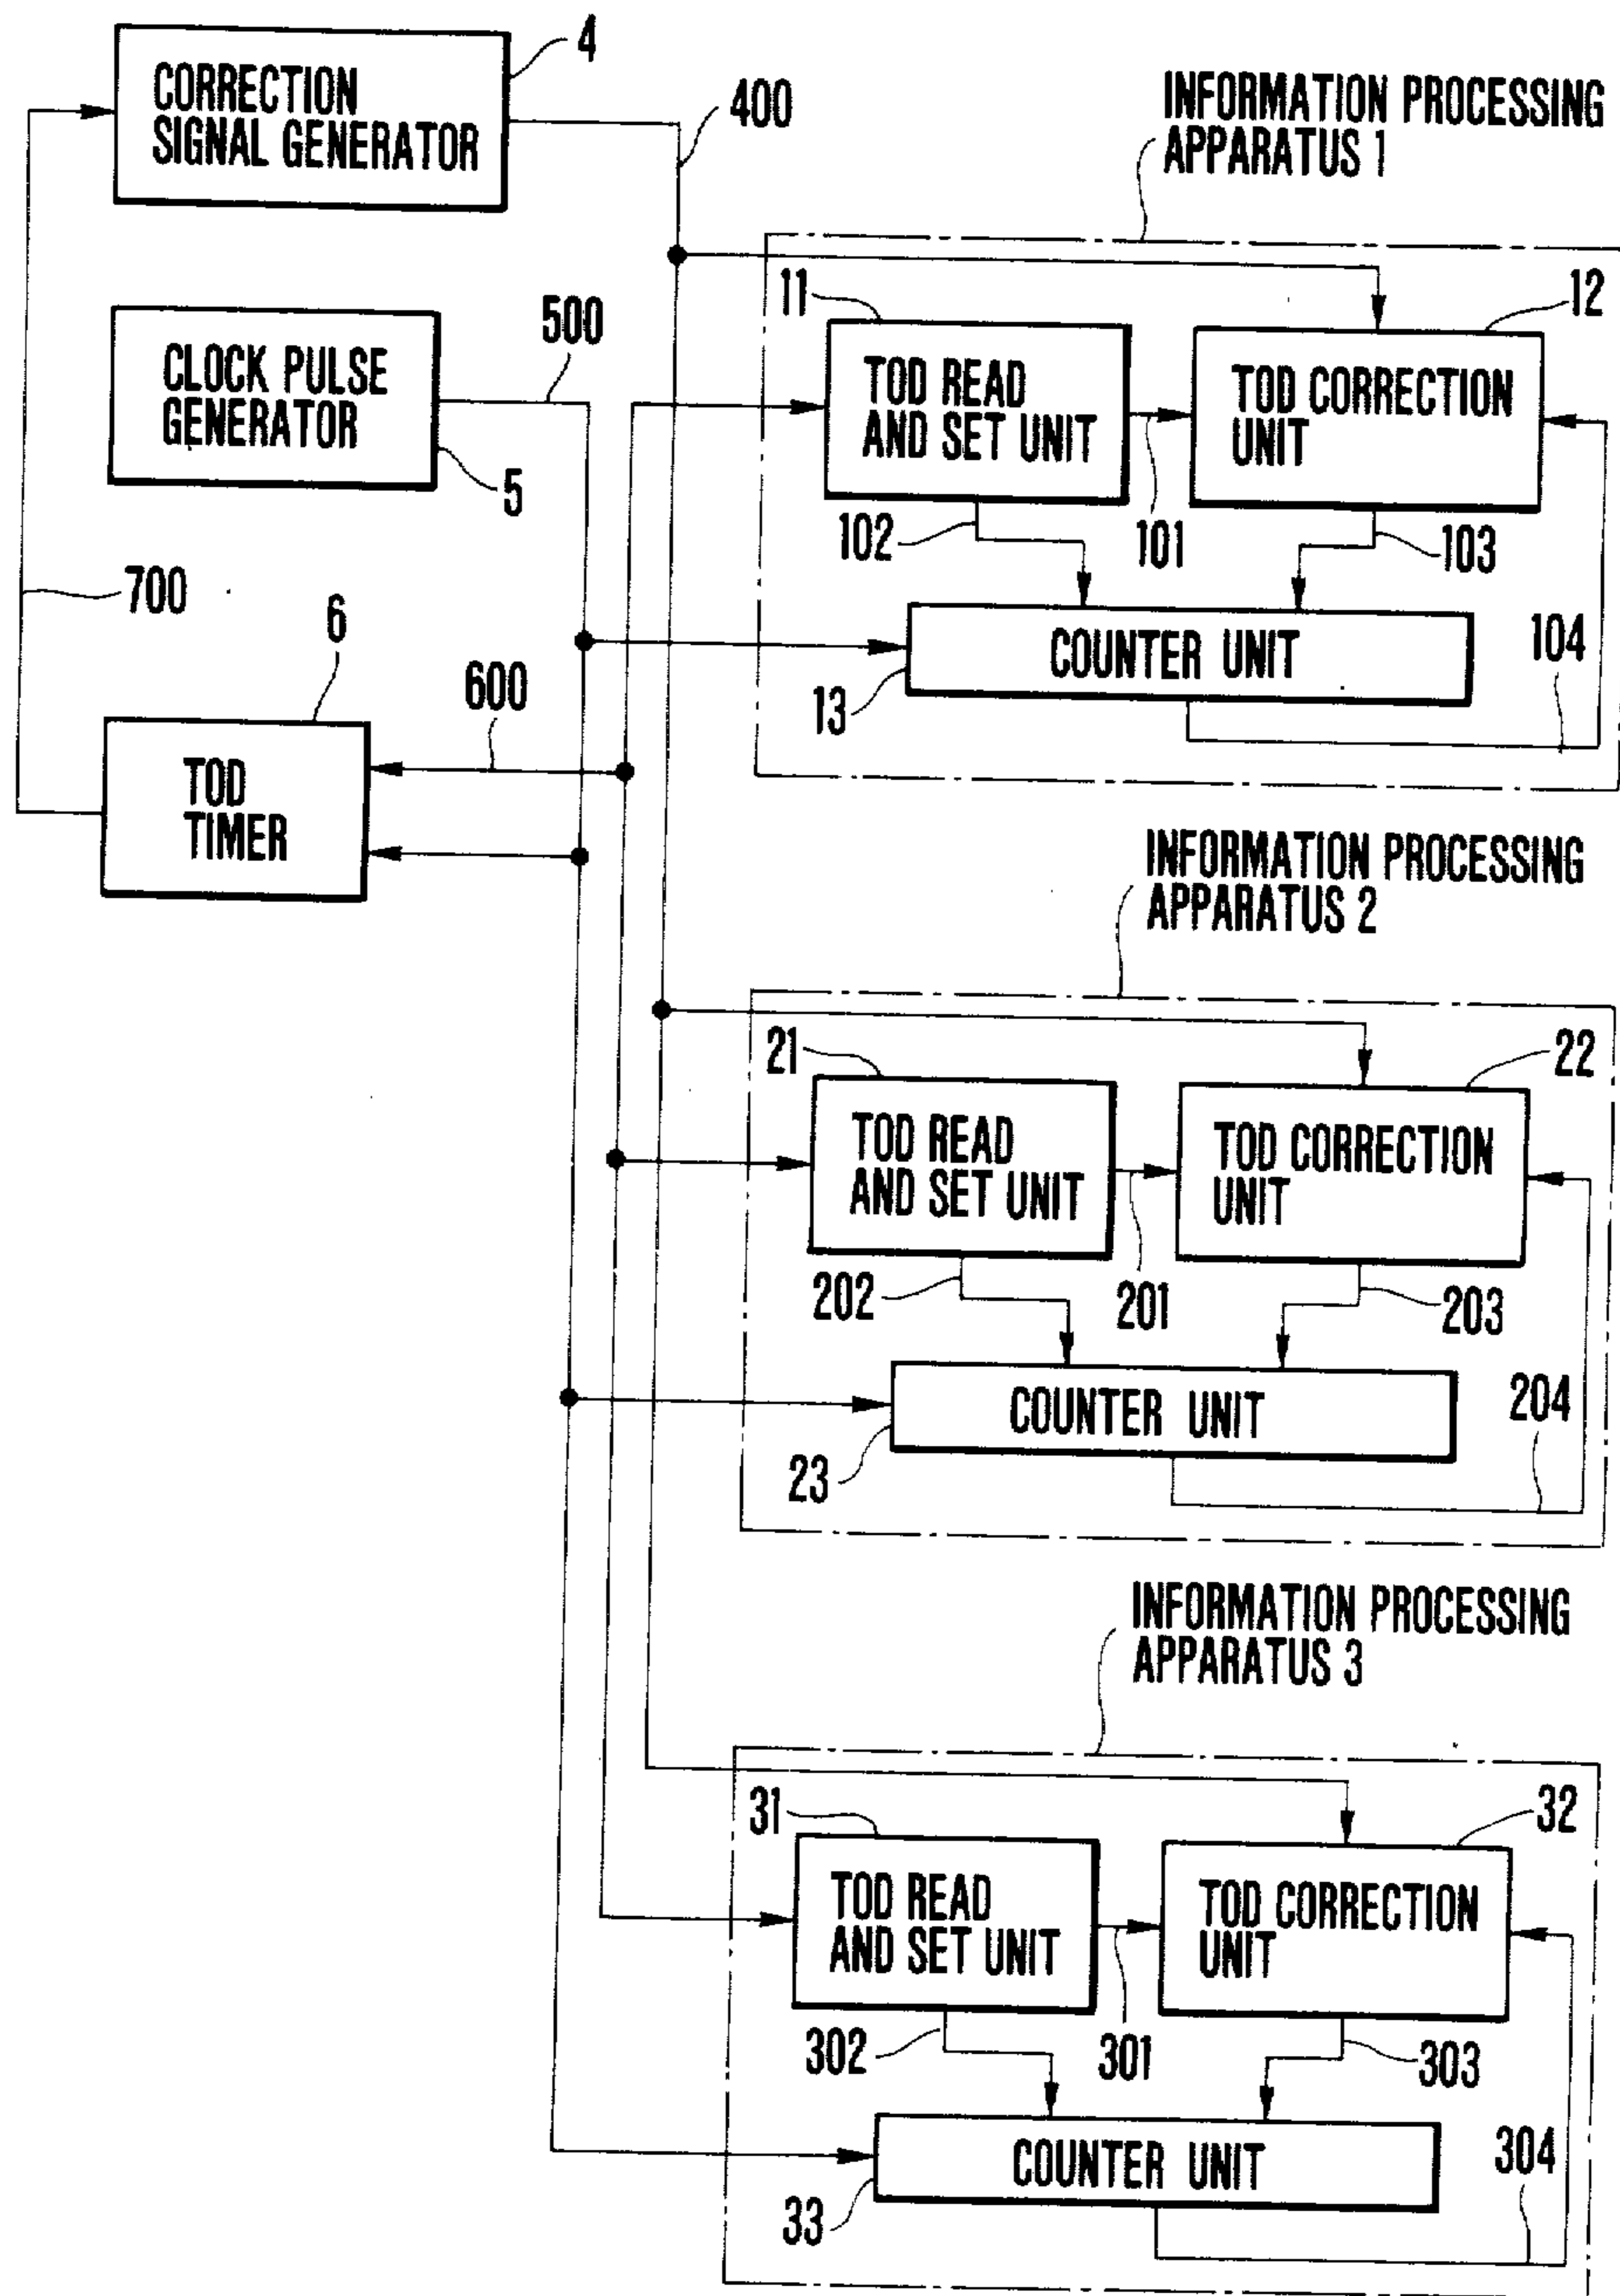 CORRECTION
SIGNAL GENERATOR
4
400
INFORMATION PROCESSING
APPARATUS 1
CLOCK PULSE
GENERATOR
5
500
11
TOD READ
AND SET UNIT
12
TOD CORRECTION
UNIT
102
101
103
700
6
600
TOD
TIMER
COUNTER UNIT
13
104
INFORMATION PROCESSING
APPARATUS 2
21
TOD READ
AND SET UNIT
22
TOD CORRECTION
UNIT
202
201
203
COUNTER UNIT
23
204
INFORMATION PROCESSING
APPARATUS 3
31
TOD READ
AND SET UNIT
32
TOD CORRECTION
UNIT
302
301
303
COUNTER UNIT
33
304